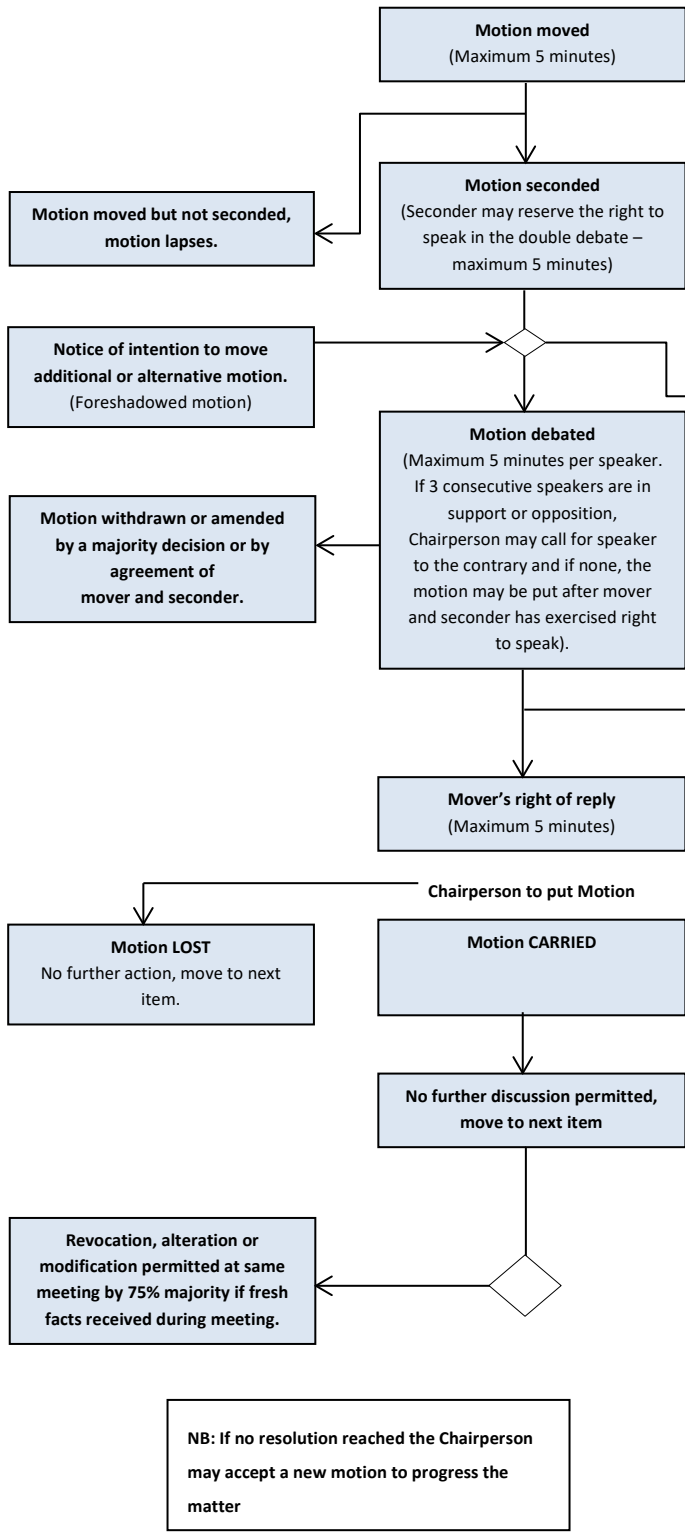 Motion moved
(Maximum 5 minutes)
Motion seconded
(Seconder may reserve the right to
speak in the double debate –
maximum 5 minutes)
Motion moved but not seconded,
motion lapses.
Notice of intention to move
additional or alternative motion.
(Foreshadowed motion)
Motion debated
(Maximum 5 minutes per speaker.
If 3 consecutive speakers are in
support or opposition,
Chairperson may call for speaker
to the contrary and if none, the
motion may be put after mover
and seconder has exercised right
to speak).
Motion withdrawn or amended
by a majority decision or by
agreement of
mover and seconder.
Mover’s right of reply
(Maximum 5 minutes)
Chairperson to put Motion
Motion LOST
No further action, move to next
item.
Motion CARRIED
No further discussion permitted,
move to next item
Revocation, alteration or
modification permitted at same
meeting by 75% majority if fresh
facts received during meeting.
NB: If no resolution reached the Chairperson
may accept a new motion to progress the
matter